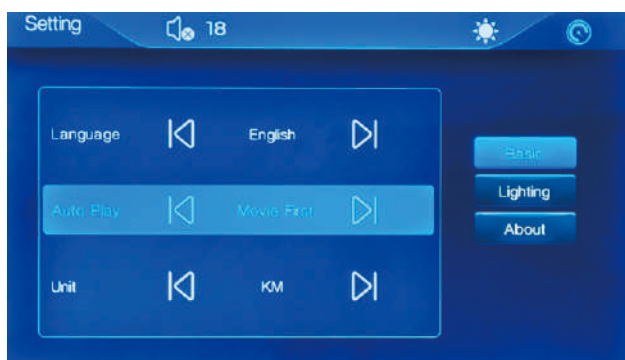 Setting
18
Language English
Auto Play Movie First
Unit KM
Basic
Lighting
About